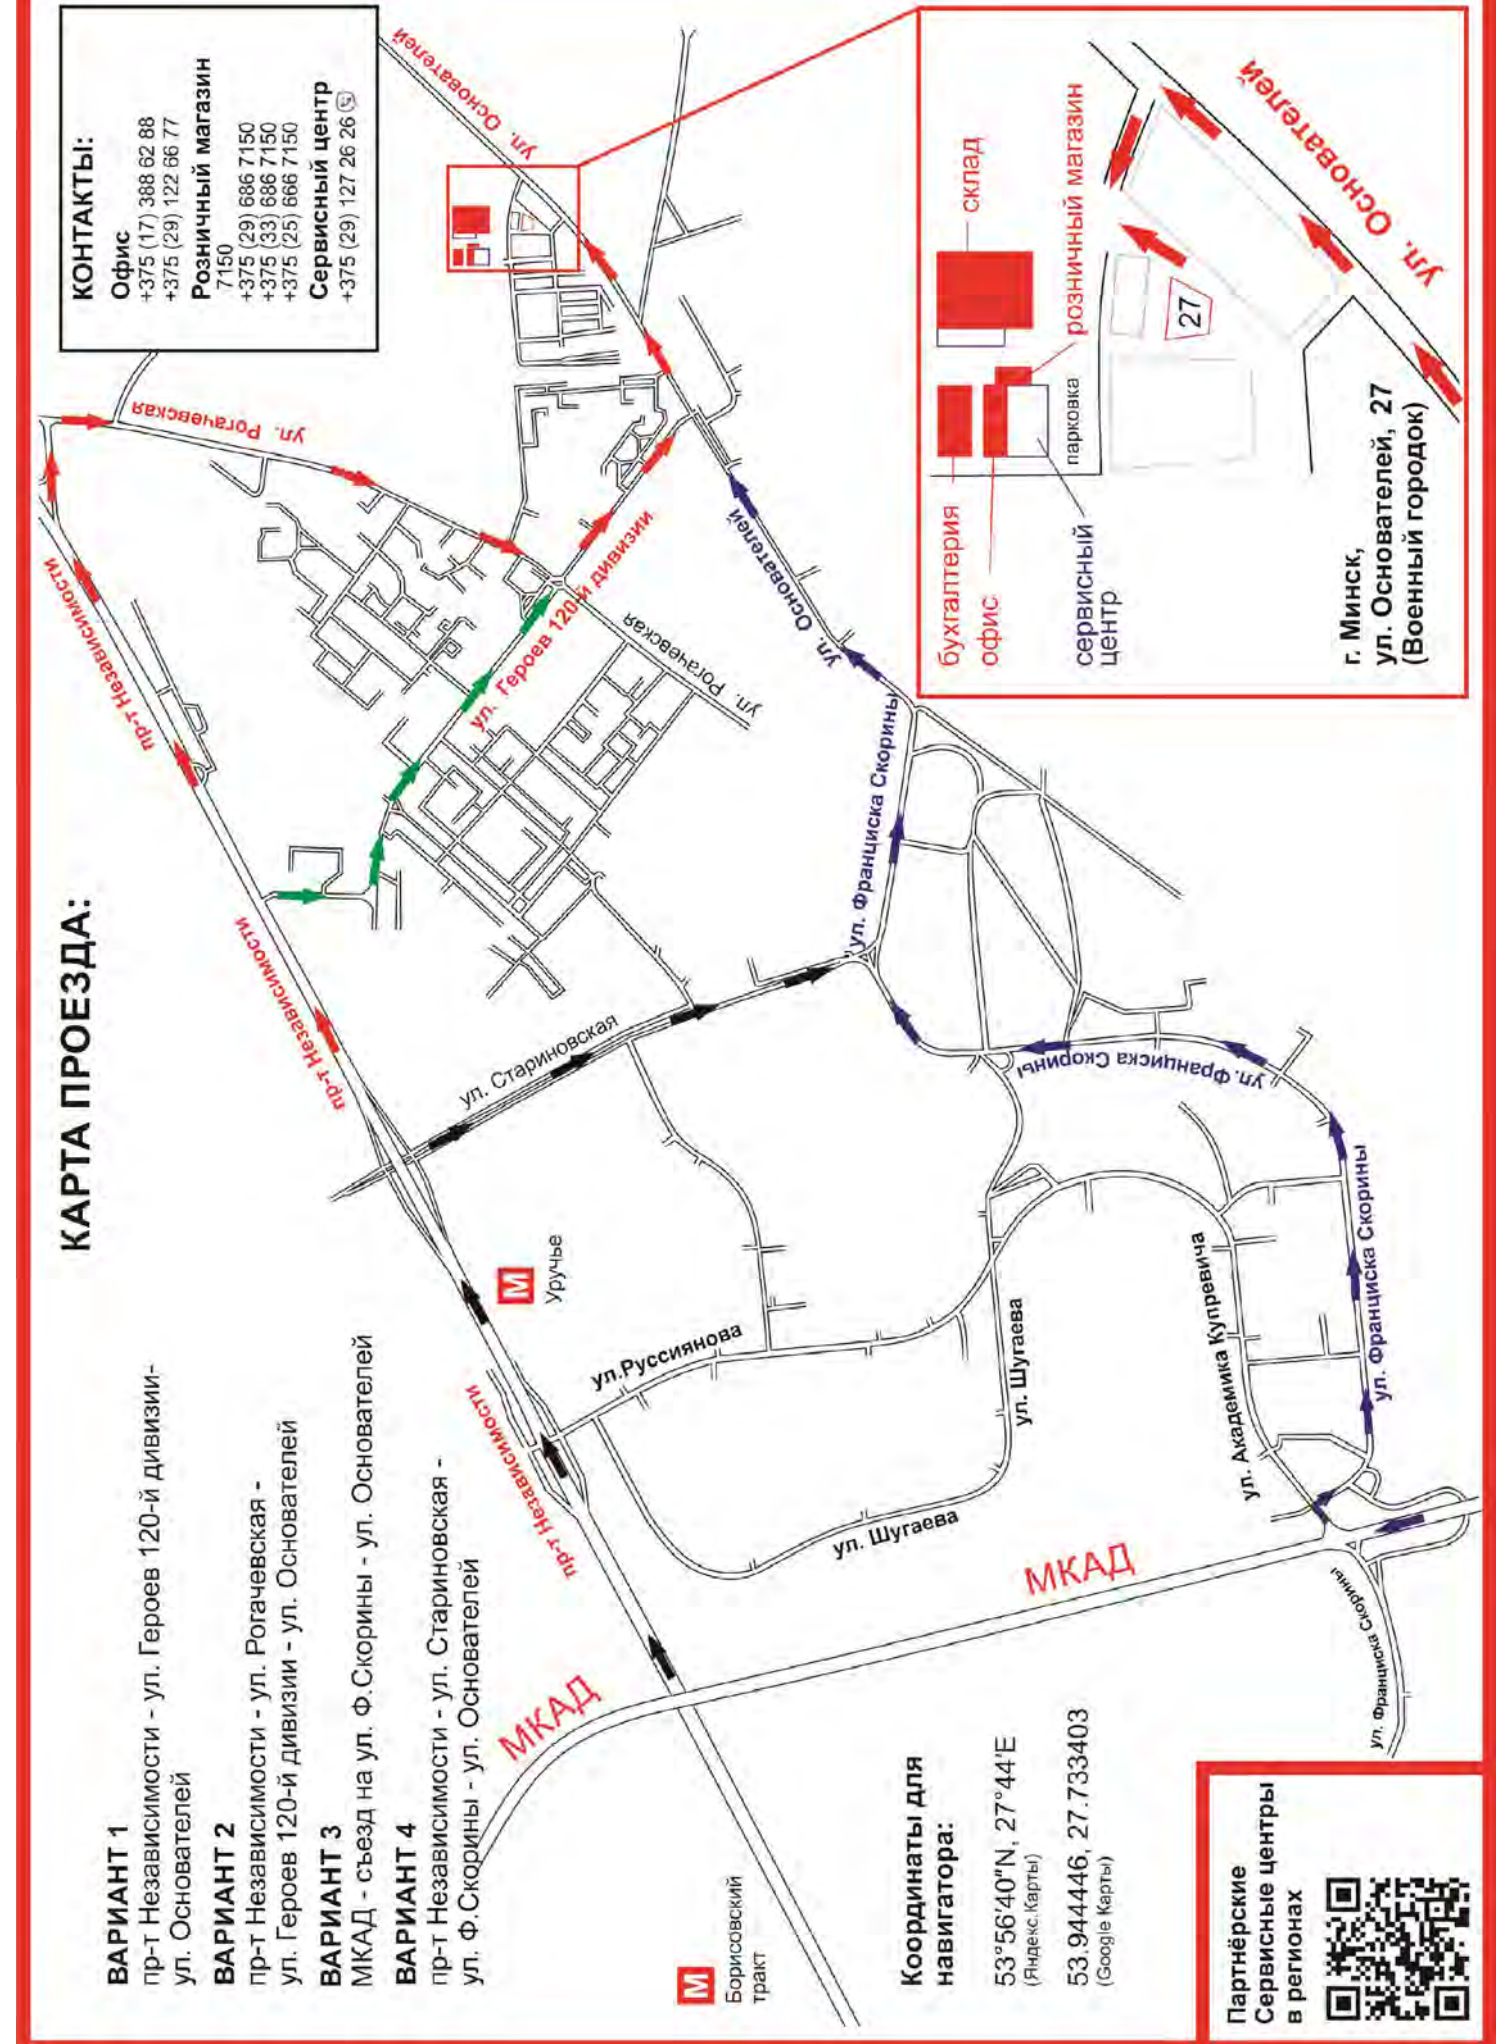 КАРТА ПРОЕЗДА:
КОНТАКТЫ:
Офис
+375 (17) 388 62 88
+375 (29) 122 66 77
Розничный магазин
7150
+375 (29) 686 7150
+375 (33) 686 7150
+375 (25) 666 7150
Сервисный центр
+375 (29) 127 26 26
ВАРИАНТ 1
пр-т Независимости - ул. Героев 120-й дивизии-
ул. Основателей
ВАРИАНТ 2
пр-т Независимости - ул. Рогачевская -
ул. Героев 120-й дивизии - ул. Основателей
ВАРИАНТ 3
МКАД - съезд на ул. Ф.Скорины - ул. Основателей
ВАРИАНТ 4
пр-т Независимости - ул. Стариновская -
ул. Ф.Скорины - ул. Основателей
пр-т Независимости
пр-т Независимости
пр-т Независимости
ул. Рогачевская
ул. Основателей
ул. Героев 120-й дивизии
ул. Рогачевская
ул. Основателей
ул. Стариновская
ул. Франциска Скорины
ул. Франциска Скорины
ул. Франциска Скорины
ул. Франциска Скорины
М
Уручье
ул.Руссиянова
ул. Шугаева
ул. Шугаева
ул. Академика Купревича
МКАД
МКАД
М
Борисовский
тракт
Координаты для
навигатора:
53°56'40"N, 27°44'E
(Яндекс.Карты)
53.944446, 27.733403
(Google Карты)
Партнёрские
Сервисные центры
в регионах
бухгалтерия
офис
склад
розничный магазин
сервисный
центр
парковка
27
ул. Основателей
г. Минск,
ул. Основателей, 27
(Военный городок)